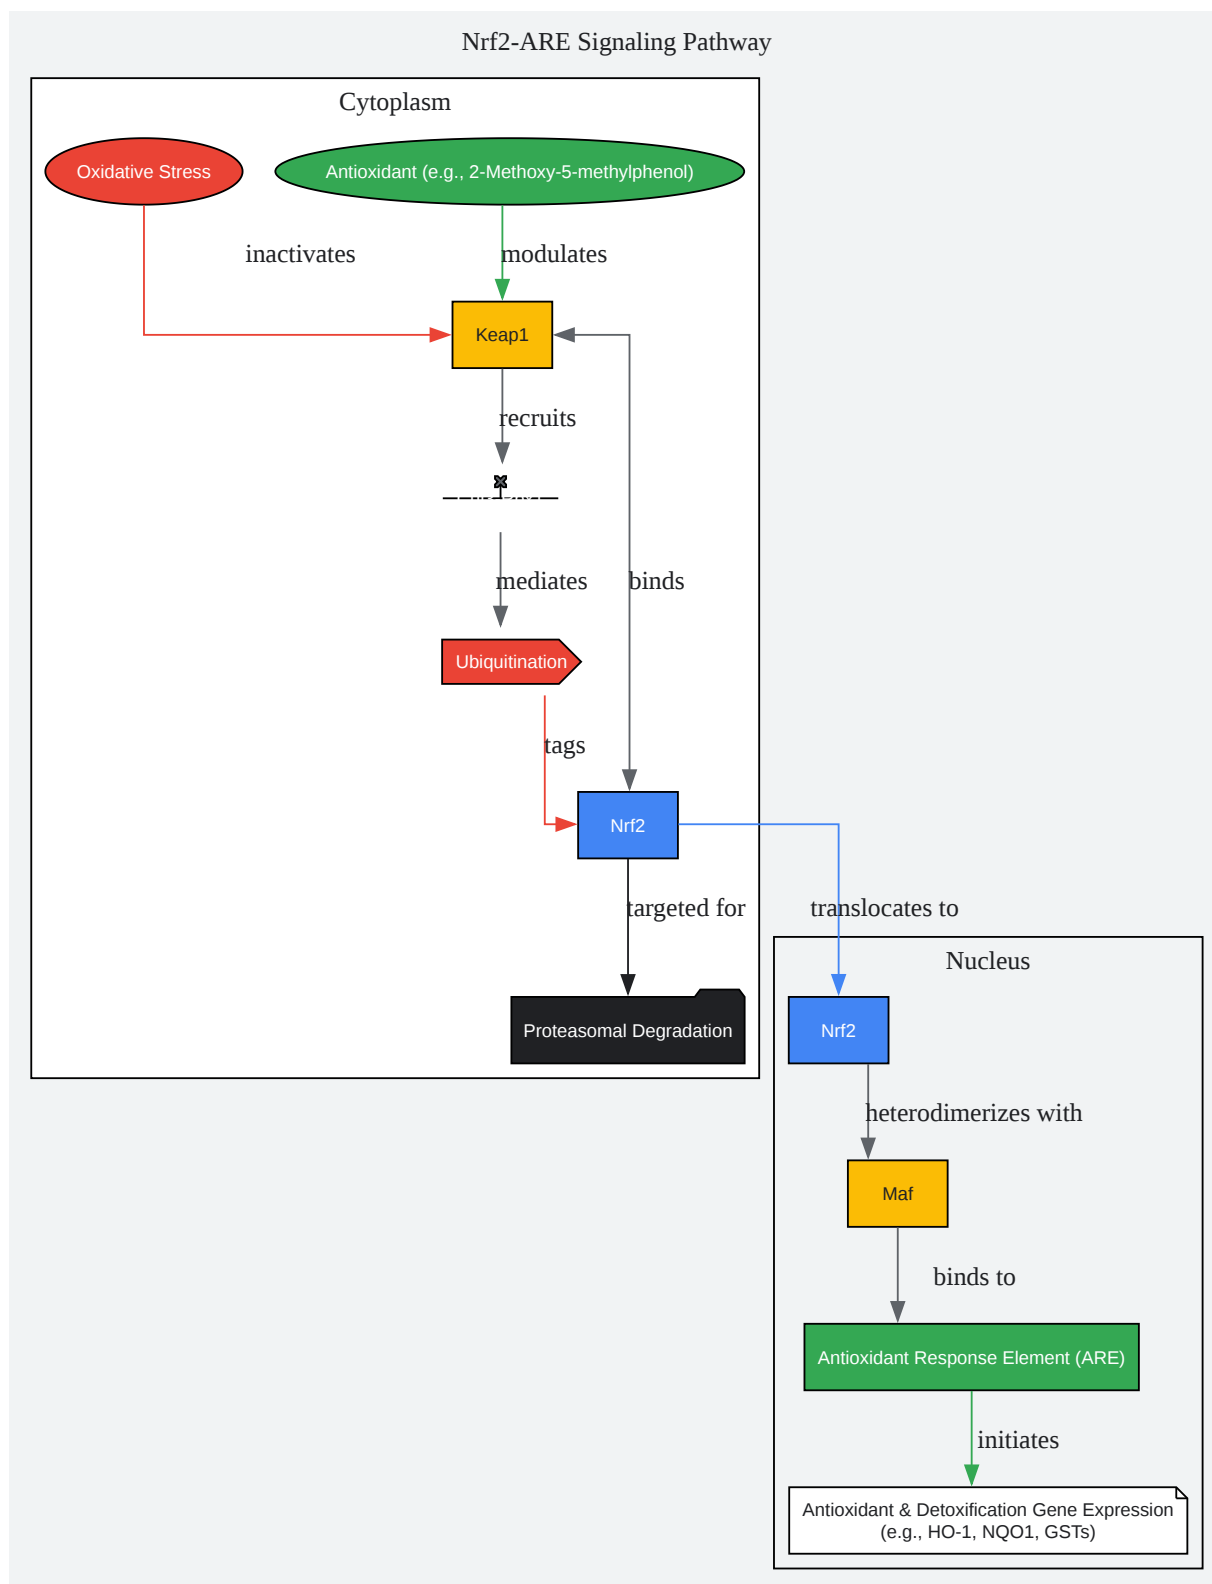 Nrf2-ARE Signaling Pathway
Cytoplasm
Oxidative Stress
Antioxidant (e.g., 2-Methoxy-5-methylphenol)
inactivates
modulates
Keap1
recruits
mediates
binds
Ubiquitination
tags
Nrf2
targeted for
translocates to
Nucleus
Proteasomal Degradation
Nrf2
heterodimerizes with
Maf
binds to
Antioxidant Response Element (ARE)
initiates
Antioxidant & Detoxification Gene Expression
(e.g., HO-1, NQO1, GSTs)